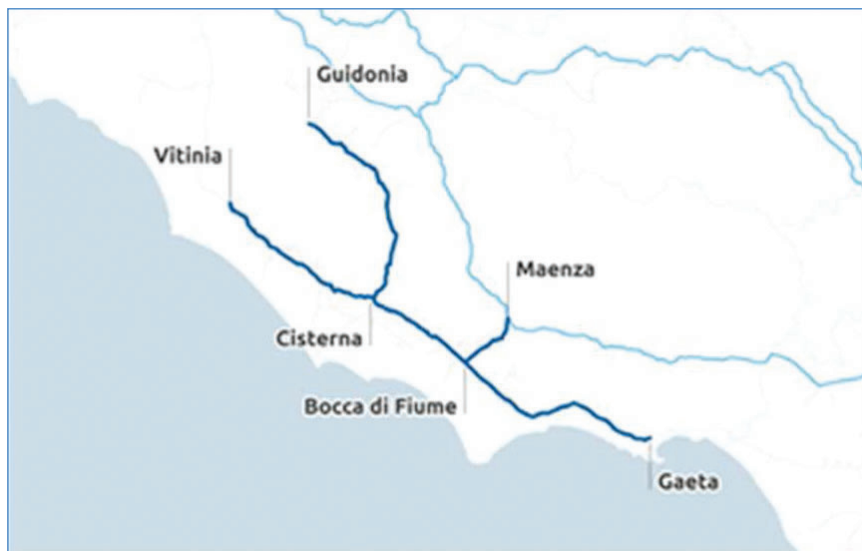 Guidonia
Vitinia
Maenza
Cisterna
Bocca di Fiume
Gaeta